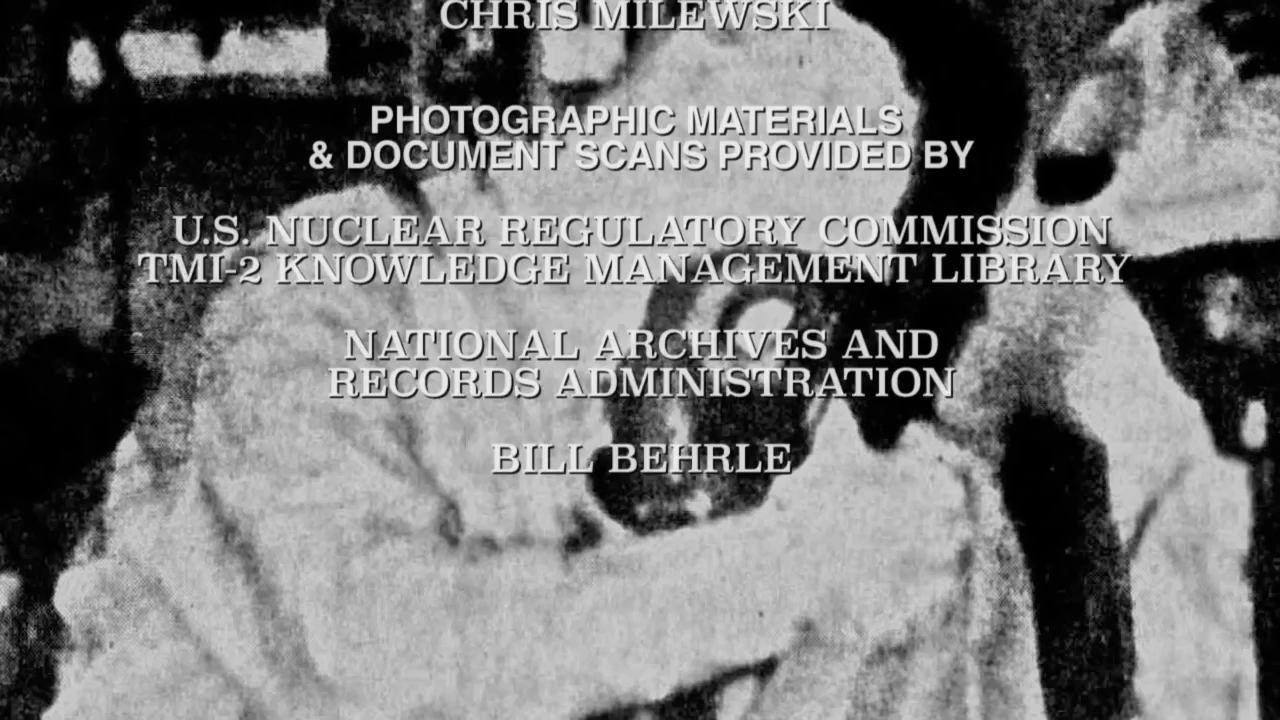 CHRIS MILEWSKI
PHOTOGRAPHIC MATERIALS
& DOCUMENT SCANS PROVIDED BY
U.S. NUCLEAR REGULATORY COMMISSION
TMI-2 KNOWLEDGE MANAGEMENT LIBRARY
NATIONAL ARCHIVES AND
RECORDS ADMINISTRATION
BILL BEHRLE